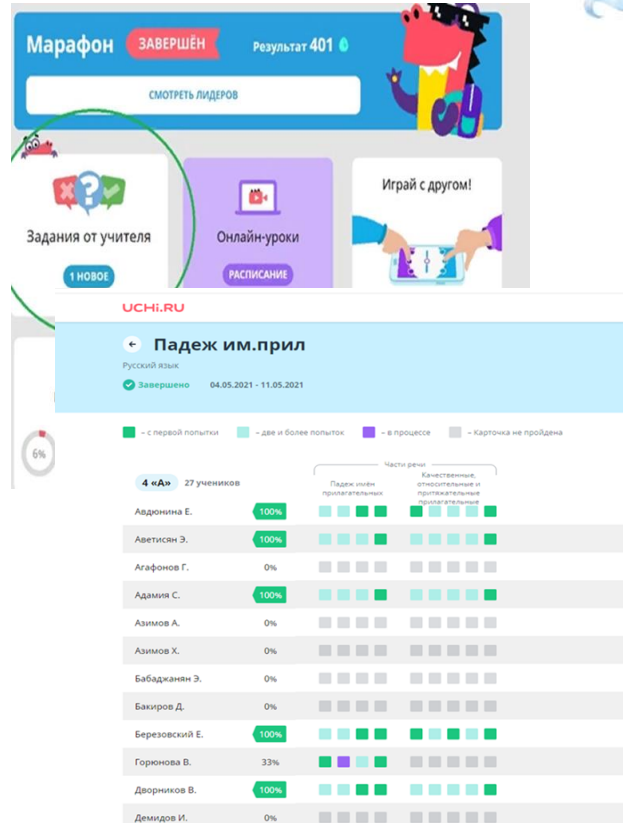 Марафон ЗАВЕРШЁН Результат 401
СМОТРЕТЬ ЛИДЕРОВ
Задания от учителя
1 НОВОЕ
Онлайн-уроки
РАСПИСАНИЕ
Играй с другом!
6%
UCHi.RU
Падеж им.прил
Русский язык
Завершено 04.05.2021 - 11.05.2021
– с первой попытки – две и более попыток – в процессе – Карточка не пройдена
Части речи
4 «А» 27 учеников
Падеж имён
прилагательных
Качественные,
относительные и
притяжательные
прилагательные
Авдюнина Е. 100%
Аветисян Э. 100%
Агафонов Г. 0%
Адамия С. 100%
Азимов А. 0%
Азимов Х. 0%
Бабаджанян Э. 0%
Бакиров Д. 0%
Березовский Е. 100%
Горюнова В. 33%
Дворников В. 100%
Демидов И. 0%